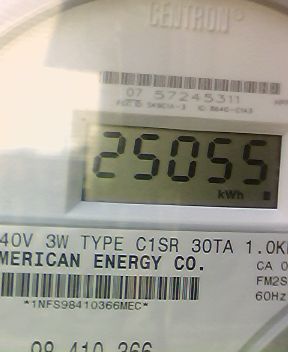 CENTRON®
07 57245311
25055
kWh
40V 3W TYPE C1SR 30TA 1.0K
MERICAN ENERGY CO.
CA 0
FM2S
60Hz
*1NFS98410366MEC*
98 410 366